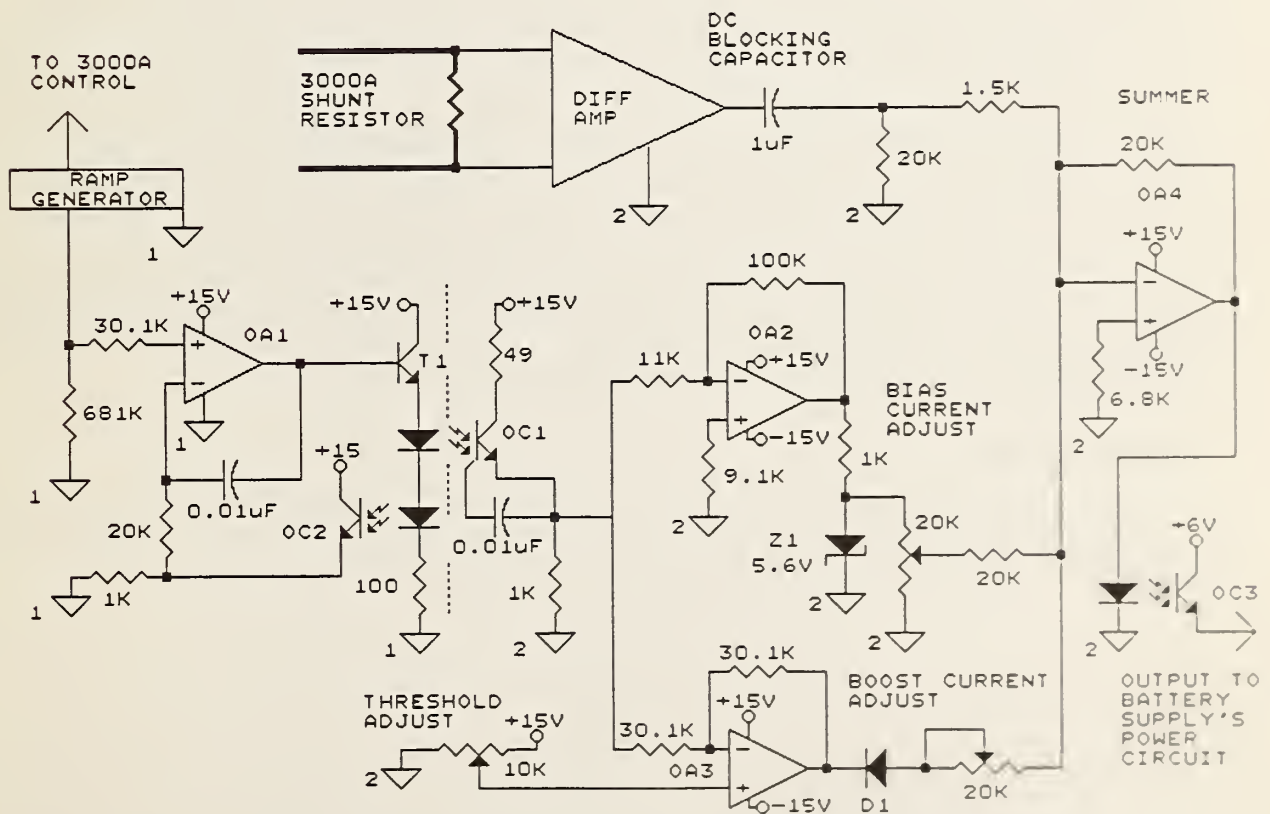 TO 3000A
CONTROL
RAMP
GENERATOR
1
3000A
SHUNT
RESISTOR
DIFF
AMP
2
DC
BLOCKING
CAPACITOR
1uF
20K
2
1.5K
SUMMER
20K
OA4
+15V
-15V
6.8K
2
30.1K
+15V
OA1
681K
1
1
0.01uF
20K
1K
1
+15V
T1
+15
OC2
100
1
+15V
49
OC1
0.01uF
1K
2
100K
11K
OA2
+15V
-15V
9.1K
2
BIAS
CURRENT
ADJUST
1K
Z1
5.6V
2
20K
2
20K
+6V
OC3
2
OUTPUT TO
BATTERY
SUPPLY'S
POWER
CIRCUIT
THRESHOLD
ADJUST
+15V
10K
2
30.1K
30.1K
+15V
OA3
-15V
D1
BOOST CURRENT
ADJUST
20K